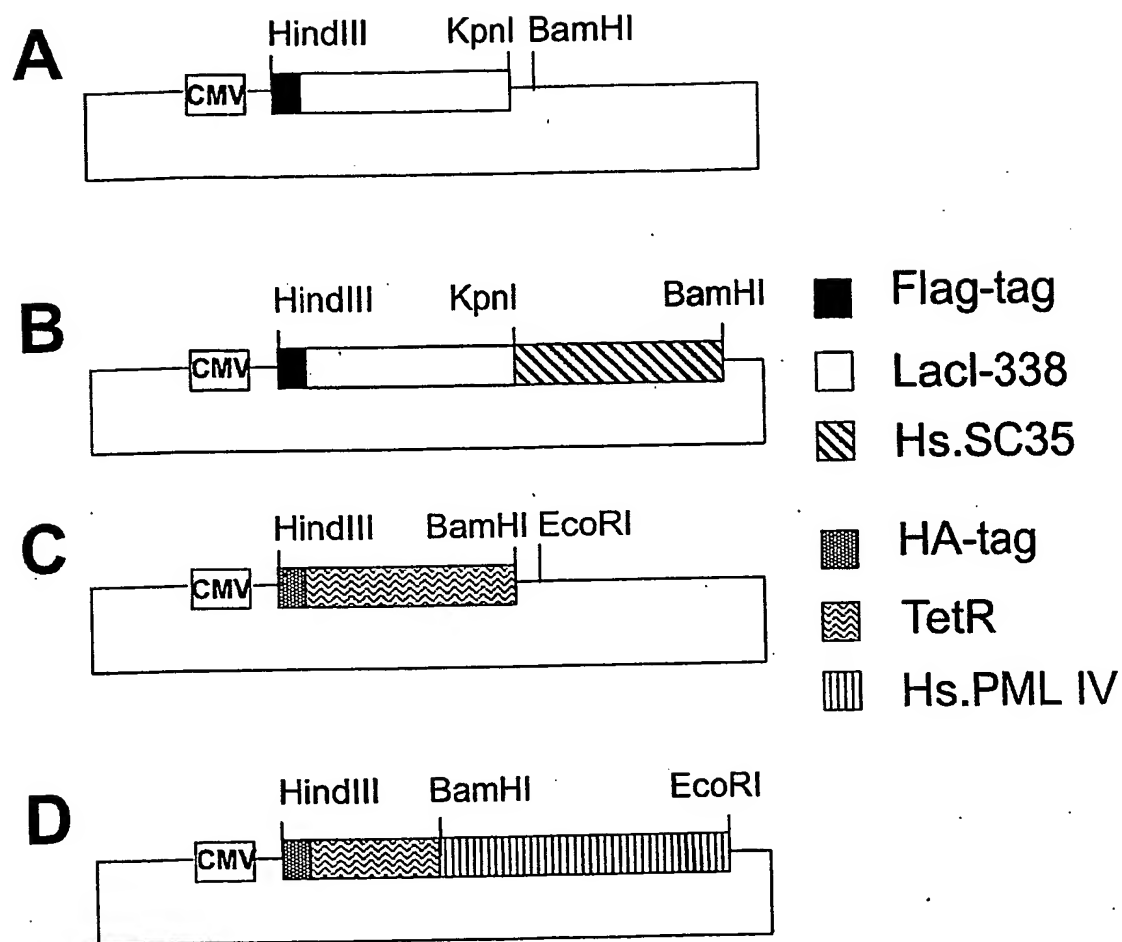 A
HindIII KpnI BamHI
CMV
B
HindIII KpnI BamHI
CMV
Flag-tag
LacI-338
Hs.SC35
C
HindIII BamHI EcoRI
CMV
HA-tag
TetR
Hs.PML IV
D
HindIII BamHI EcoRI
CMV